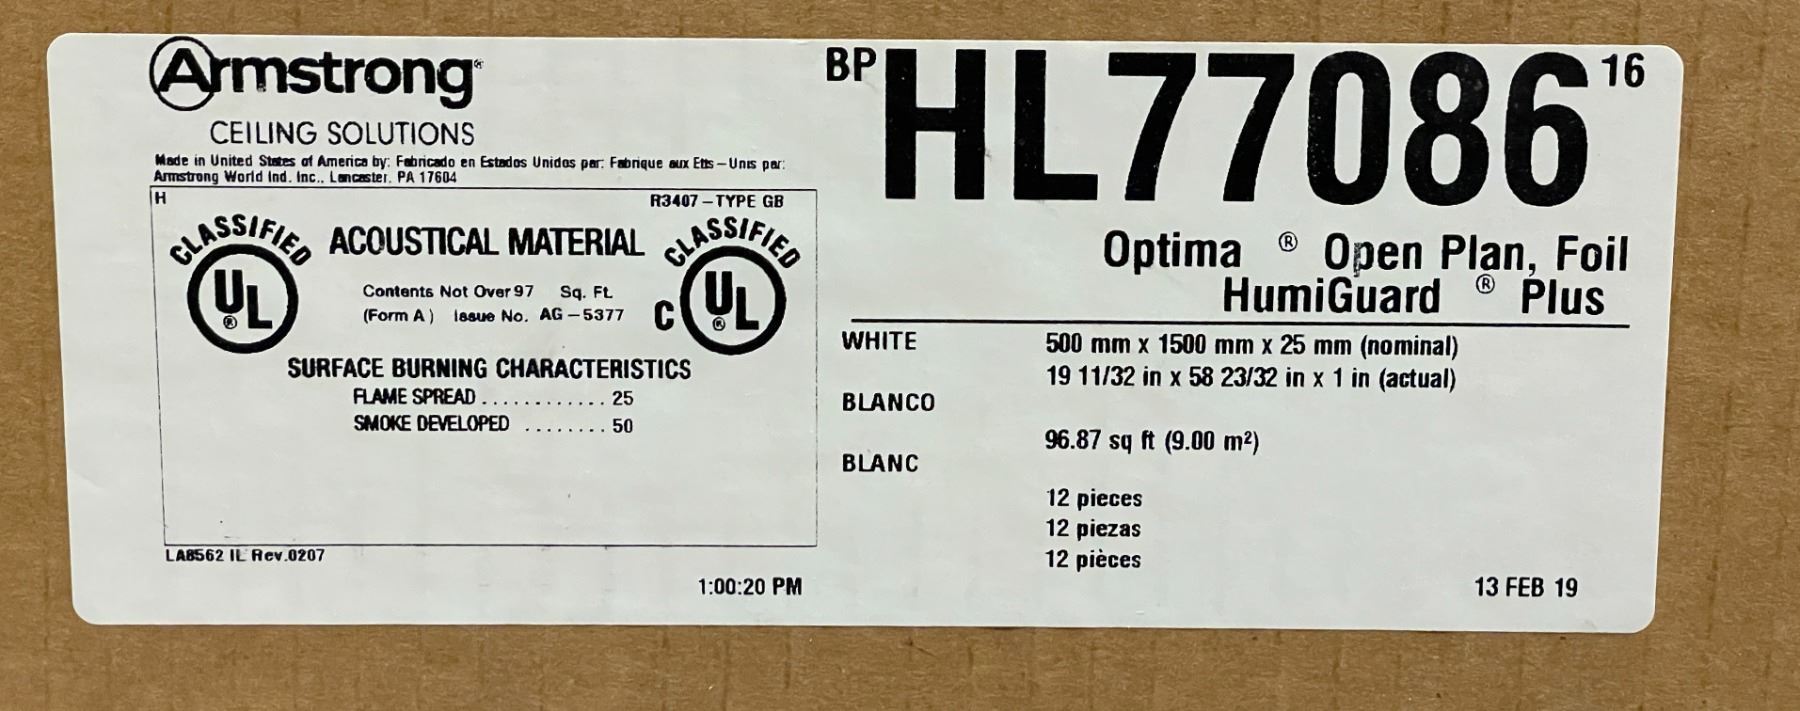 Armstrong®
CEILING SOLUTIONS
Made in United States of America by: Fabricado en Estados Unidos par: Fabrique aux Etts – Unis par:
Armstrong World Ind. Inc.. Lancaster. PA 17604
H
R3407 – TYPE GB
CLASSIFIED
UL®
ACOUSTICAL MATERIAL
Contents Not Over 97 Sq. Ft.
(Form A ) Issue No. AG – 5377
CLASSIFIED
C UL®
SURFACE BURNING CHARACTERISTICS
FLAME SPREAD . . . . . . . . . . . . 25
SMOKE DEVELOPED . . . . . . . . 50
LA8562 IL Rev.0207
1:00:20 PM
BP HL77086 16
Optima ® Open Plan, Foil
HumiGuard ® Plus
WHITE
BLANCO
BLANC
500 mm x 1500 mm x 25 mm (nominal)
19 11/32 in x 58 23/32 in x 1 in (actual)
96.87 sq ft (9.00 m²)
12 pieces
12 piezas
12 pièces
13 FEB 19